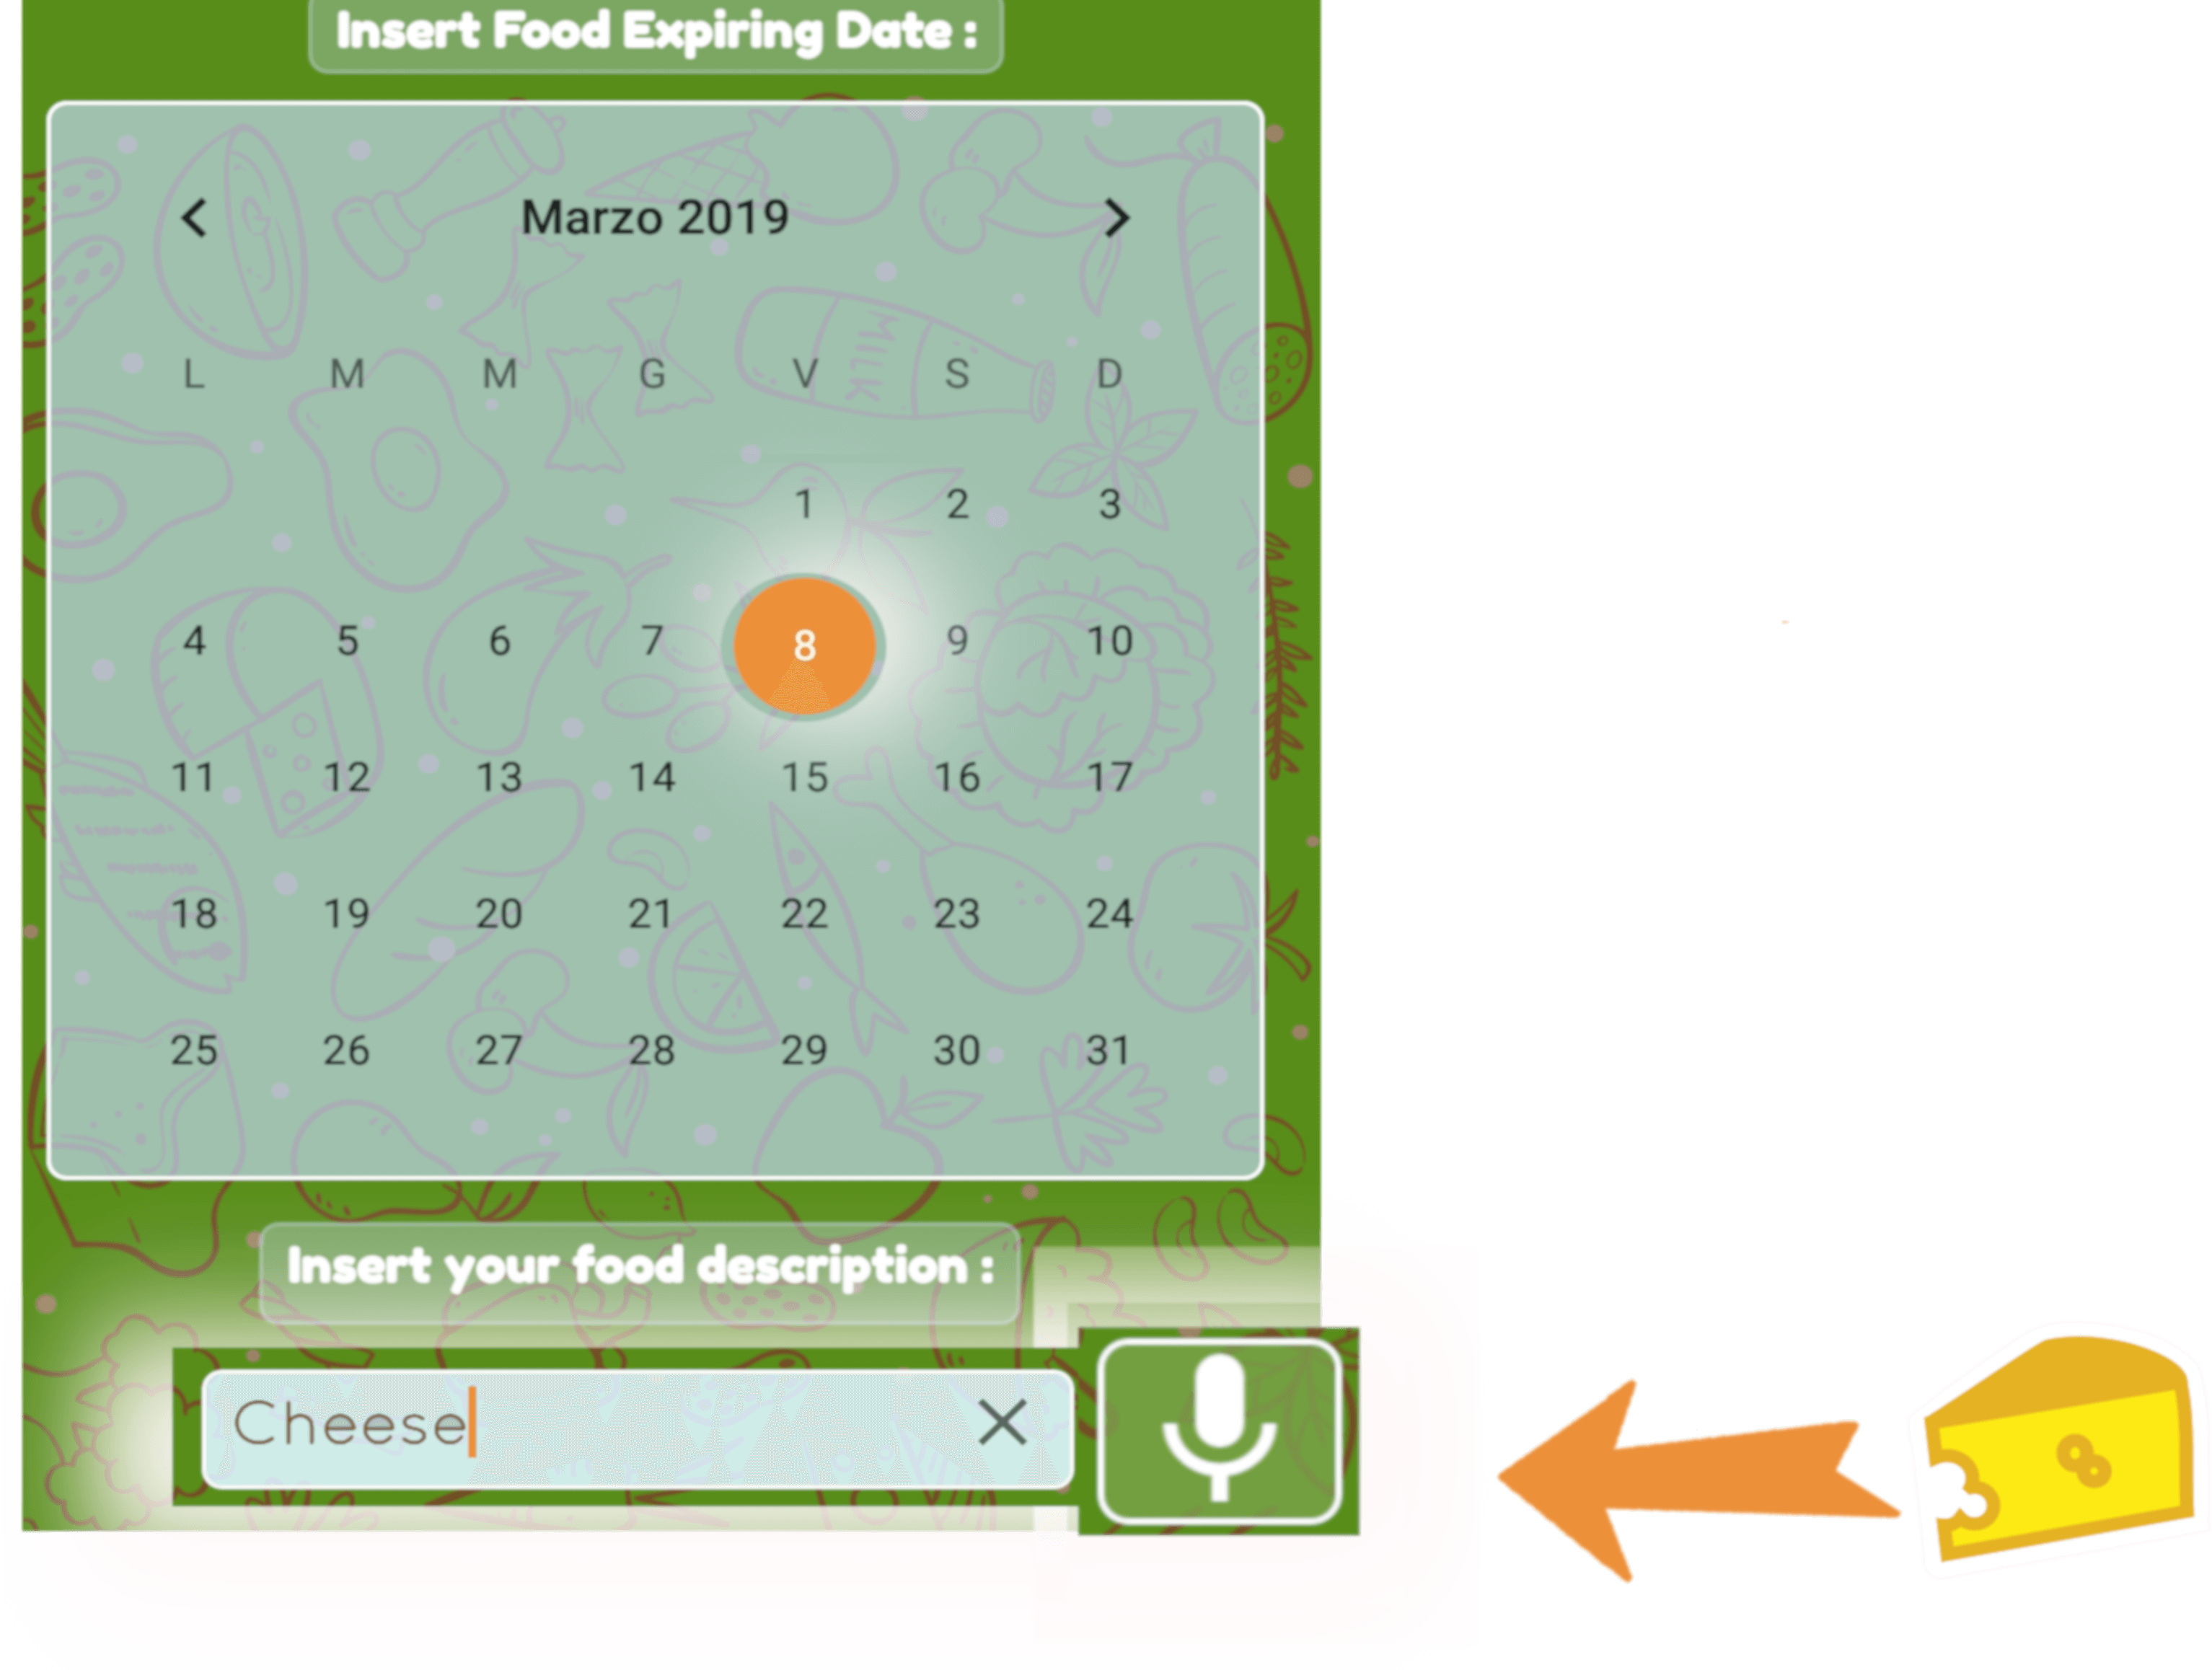 Insert Food Expiring Date :
Marzo 2019
L M M G V S D
1 2 3
4 5 6 7 8 9 10
11 12 13 14 15 16 17
18 19 20 21 22 23 24
25 26 27 28 29 30 31
MILK
Insert your food description :
Cheese